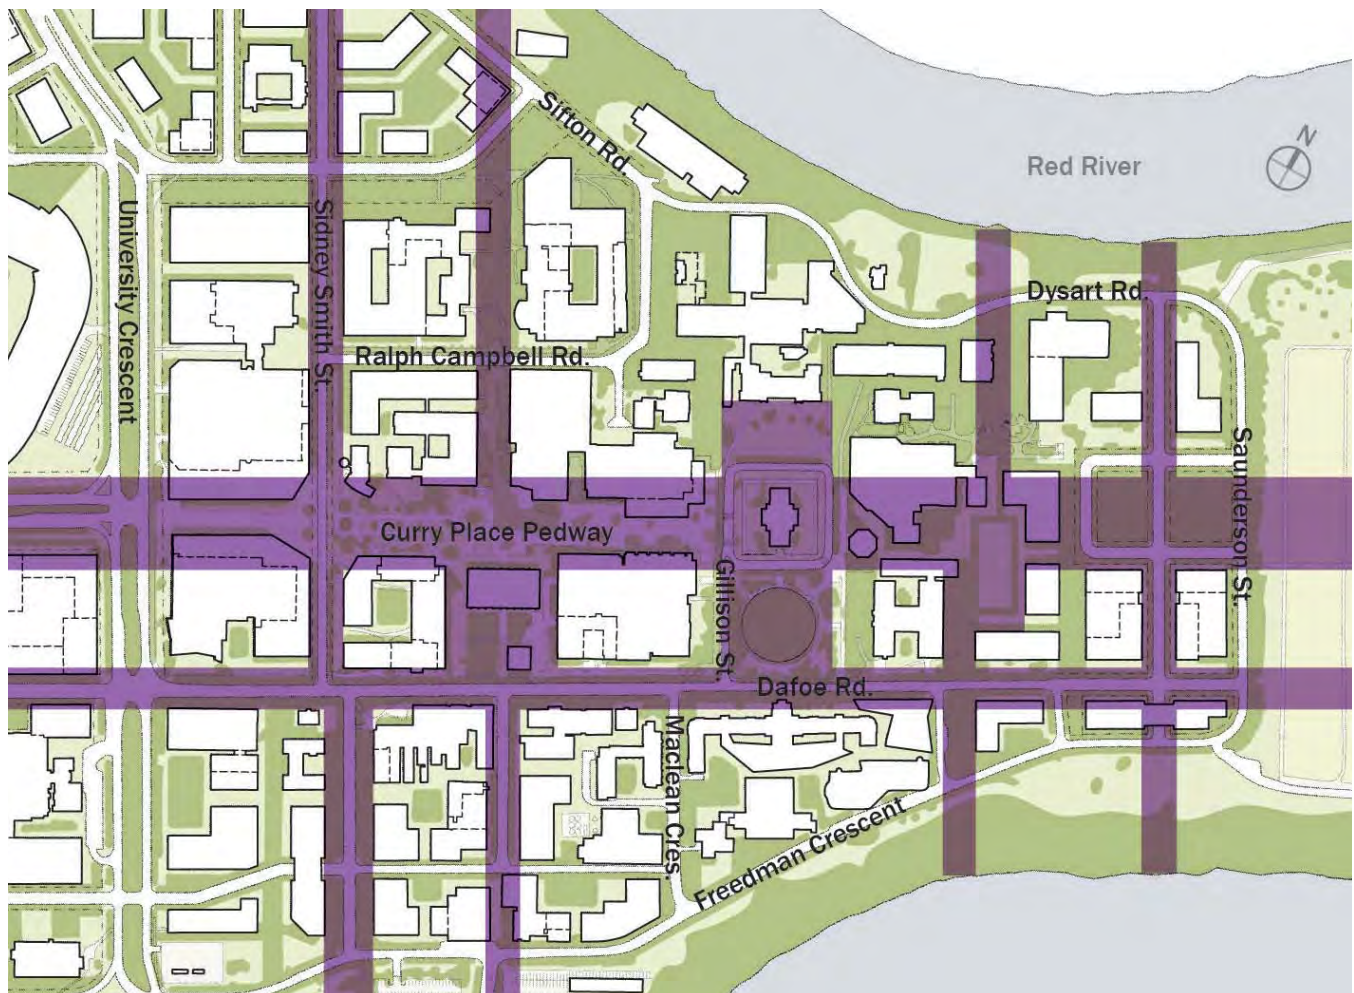 Sifton Rd.
N
Red River
University Crescent
Sidney Smith St.
Dysart Rd.
Ralph Campbell Rd.
Saunderson St.
Curry Place Pedway
Gillison St.
Dafoe Rd.
Maclean Cres.
Freedman Crescent